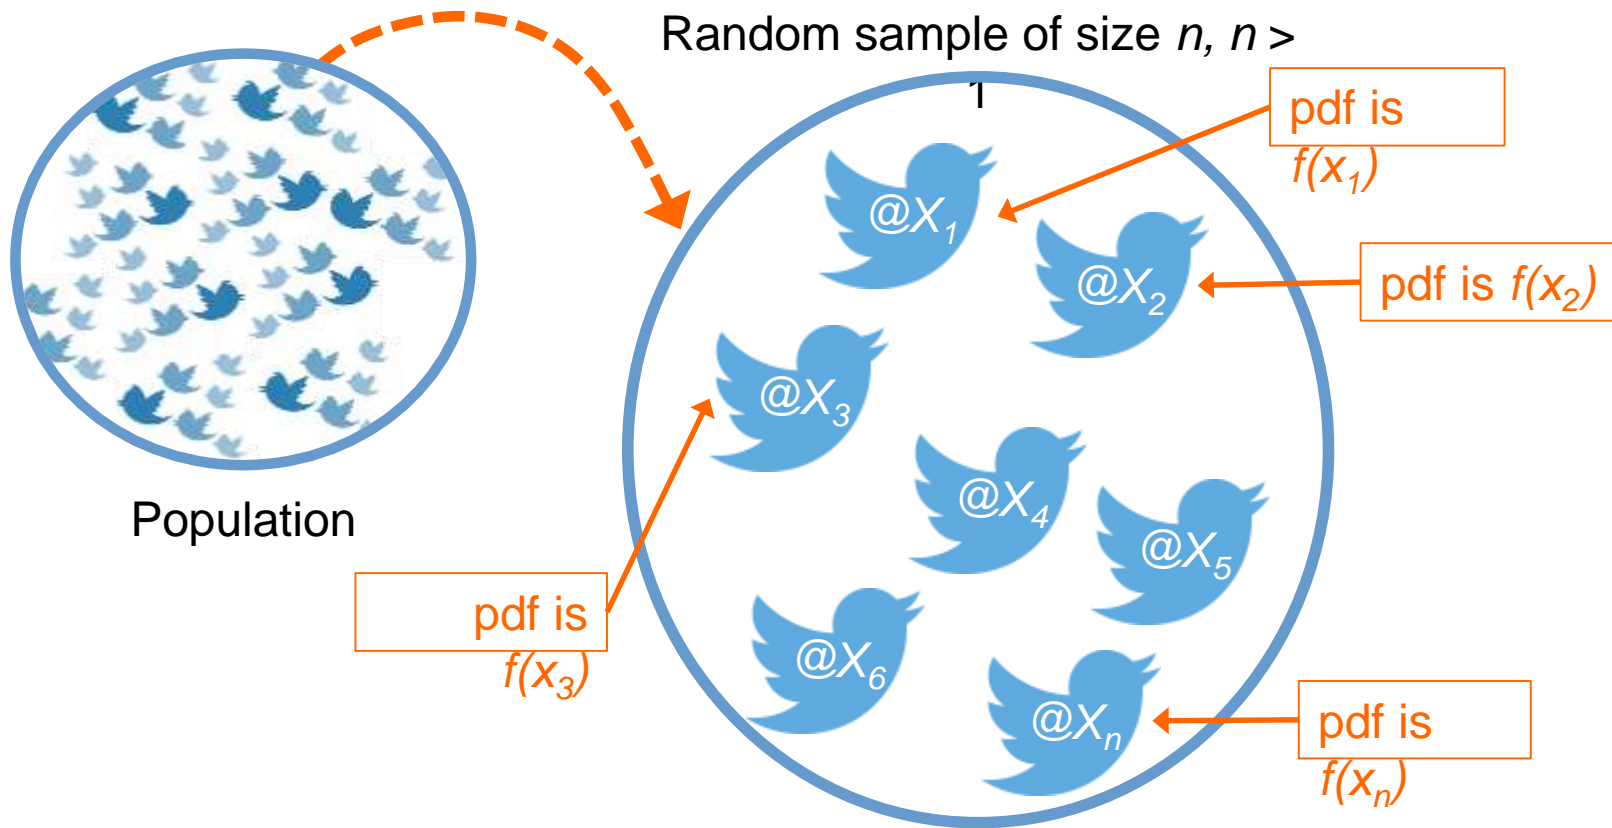 Random sample of size n, n >
1
pdf is
f(x₁)
@X₁
@X₂
pdf is f(x₂)
@X₃
@X₄
Population
@X₅
pdf is
f(x₃)
@X₆
@Xₙ
pdf is
f(xₙ)